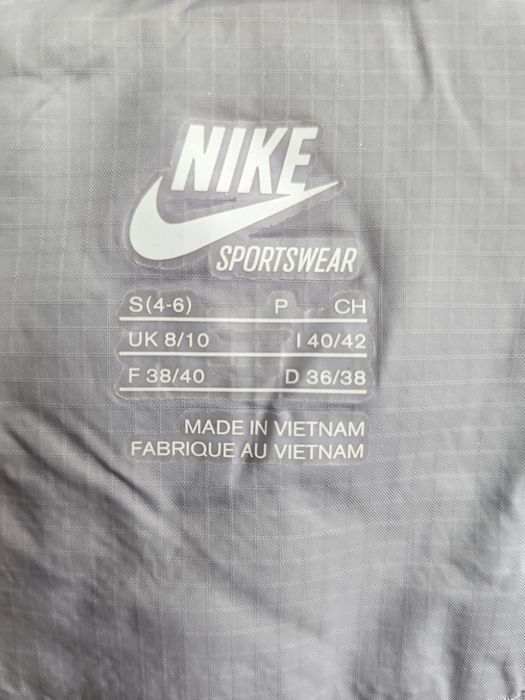 NIKE
SPORTSWEAR
S(4-6) P CH
UK 8/10 I 40/42
F 38/40 D 36/38
MADE IN VIETNAM
FABRIQUE AU VIETNAM